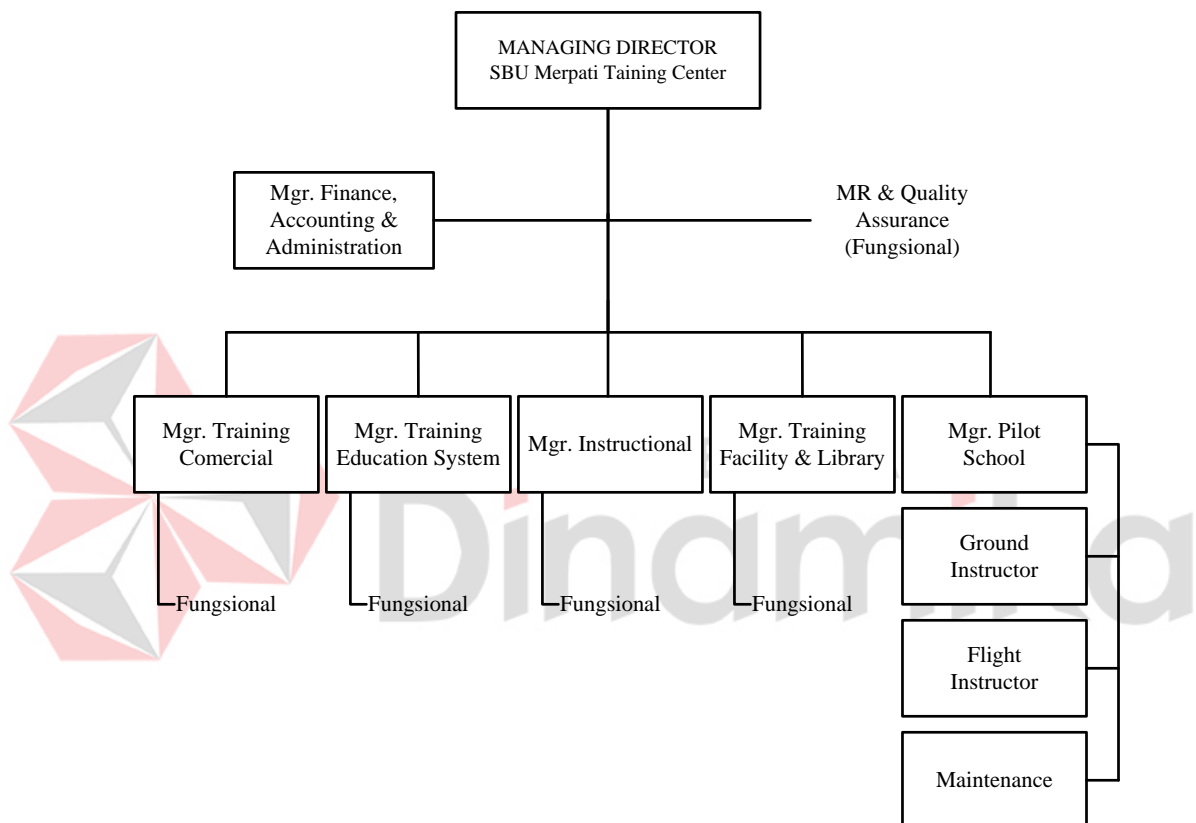 MANAGING DIRECTOR
SBU Merpati Taining Center
Mgr. Finance,
Accounting &
Administration
MR & Quality
Assurance
(Fungsional)
Mgr. Training
Comercial
Mgr. Training
Education System
Mgr. Instructional
Mgr. Training
Facility & Library
Mgr. Pilot
School
Fungsional
Fungsional
Fungsional
Fungsional
Ground
Instructor
Flight
Instructor
Maintenance
Dinamika